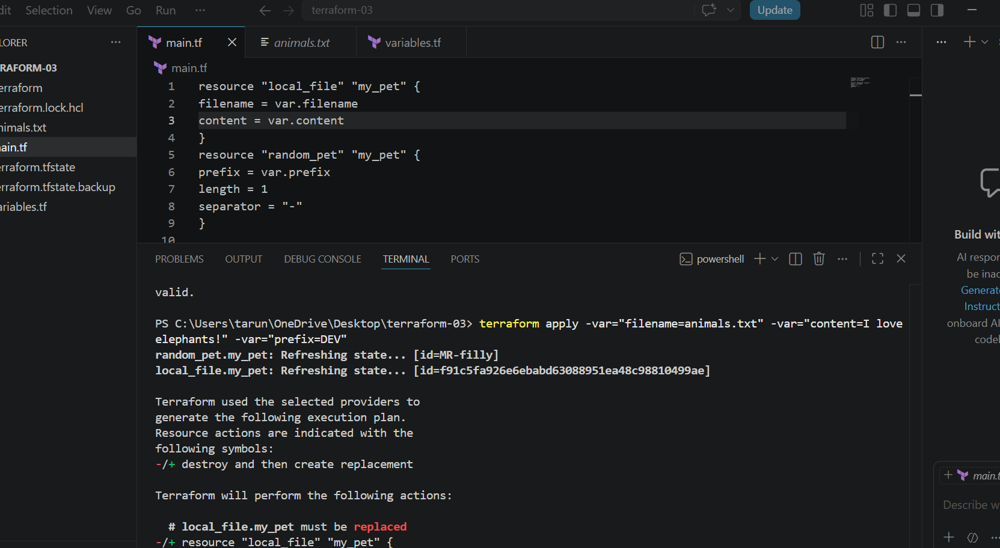 dit Selection View Go Run ··· terraform-03 Update
LORER ···
RAFORM-03
erraform
erraform.lock.hcl
nimals.txt
ain.tf
erraform.tfstate
erraform.tfstate.backup
ariables.tf
main.tf animals.txt variables.tf
main.tf
1 resource "local_file" "my_pet" {
2 filename = var.filename
3 content = var.content
4 }
5 resource "random_pet" "my_pet" {
6 prefix = var.prefix
7 length = 1
8 separator = "-"
9 }
10
PROBLEMS OUTPUT DEBUG CONSOLE TERMINAL PORTS powershell
valid.
PS C:\Users\tarun\OneDrive\Desktop\terraform-03> terraform apply -var="filename=animals.txt" -var="content=I love
elephants!" -var="prefix=DEV"
random_pet.my_pet: Refreshing state... [id=MR-filly]
local_file.my_pet: Refreshing state... [id=f91c5fa926e6ebabd63088951ea48c98810499ae]
Terraform used the selected providers to
generate the following execution plan.
Resource actions are indicated with the
following symbols:
-/+ destroy and then create replacement
Terraform will perform the following actions:
# local_file.my_pet must be replaced
-/+ resource "local_file" "my_pet" {
Build wit
AI respon
be inac
Generate
Instruct
onboard AI
codeb
main.t
Describe w